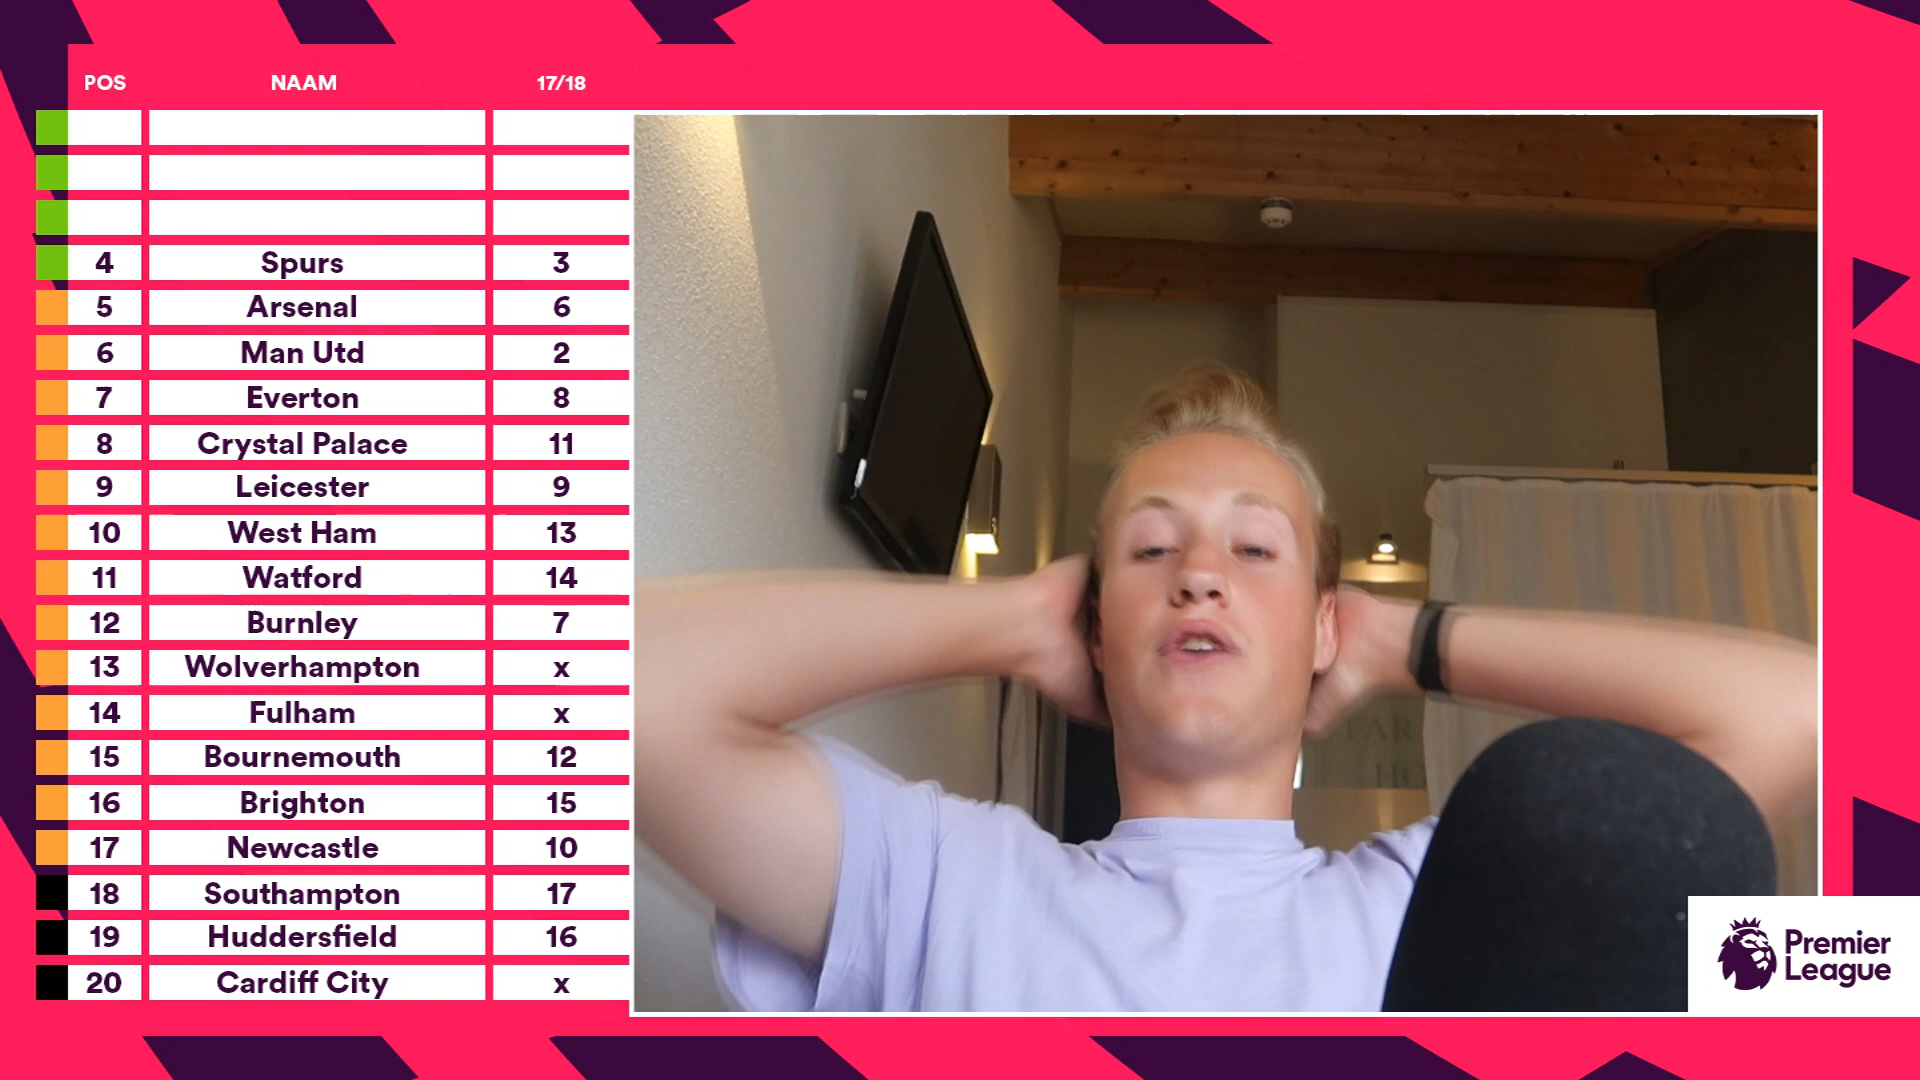 POS NAAM 17/18
4 Spurs 3
5 Arsenal 6
6 Man Utd 2
7 Everton 8
8 Crystal Palace 11
9 Leicester 9
10 West Ham 13
11 Watford 14
12 Burnley 7
13 Wolverhampton x
14 Fulham x
15 Bournemouth 12
16 Brighton 15
17 Newcastle 10
18 Southampton 17
19 Huddersfield 16
20 Cardiff City x
Premier
League